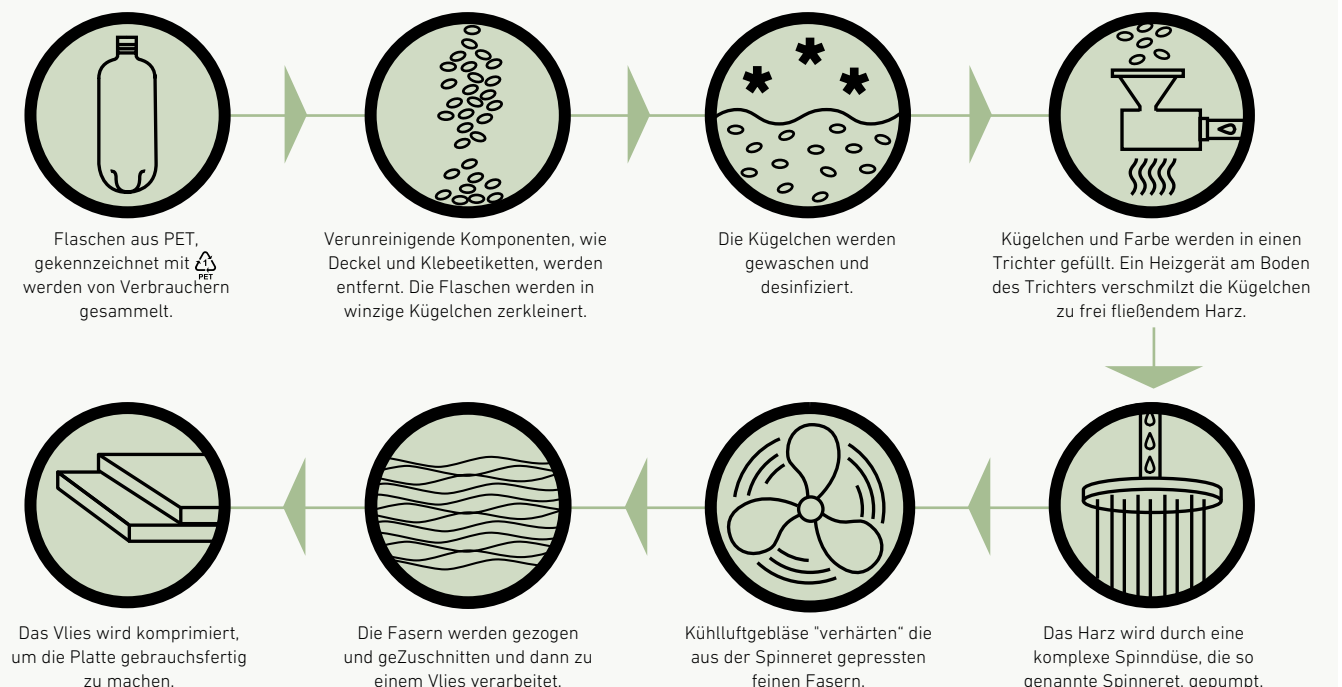 Flaschen aus PET,
gekennzeichnet mit 1 PET
werden von Verbrauchern
gesammelt.
Verunreinigende Komponenten, wie
Deckel und Klebeetiketten, werden
entfernt. Die Flaschen werden in
winzige Kügelchen zerkleinert.
Die Kügelchen werden
gewaschen und
desinfiziert.
Kügelchen und Farbe werden in einen
Trichter gefüllt. Ein Heizgerät am Boden
des Trichters verschmilzt die Kügelchen
zu frei fließendem Harz.
Das Harz wird durch eine
komplexe Spinndüse, die so
genannte Spinneret, gepumpt.
Kühlluftgebläse "verhärten“ die
aus der Spinneret gepressten
feinen Fasern.
Die Fasern werden gezogen
und geZuschnitten und dann zu
einem Vlies verarbeitet.
Das Vlies wird komprimiert,
um die Platte gebrauchsfertig
zu machen.